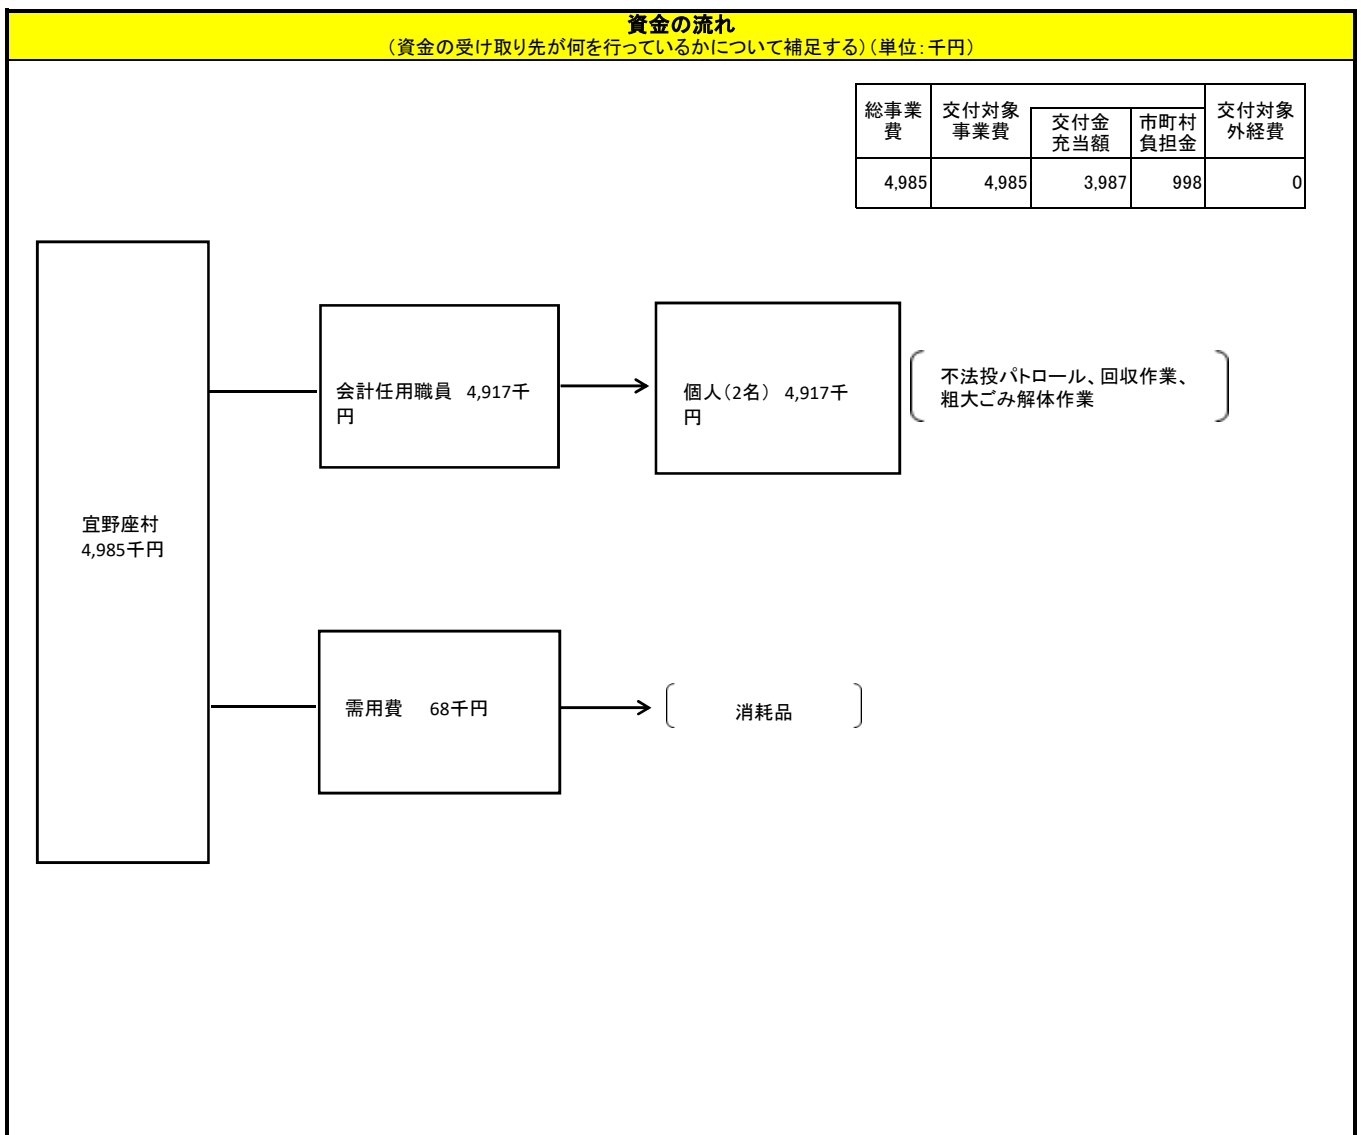 資金の流れ
（資金の受け取り先が何を行っているかについて補足する）（単位：千円）
総事業
費
交付対象
事業費
交付金
充当額
市町村
負担金
交付対象
外経費
4,985
4,985
3,987
998
0
会計任用職員 4,917千
円
個人（2名） 4,917千
円
不法投パトロール、回収作業、
粗大ごみ解体作業
宜野座村
4,985千円
需用費 68千円
消耗品